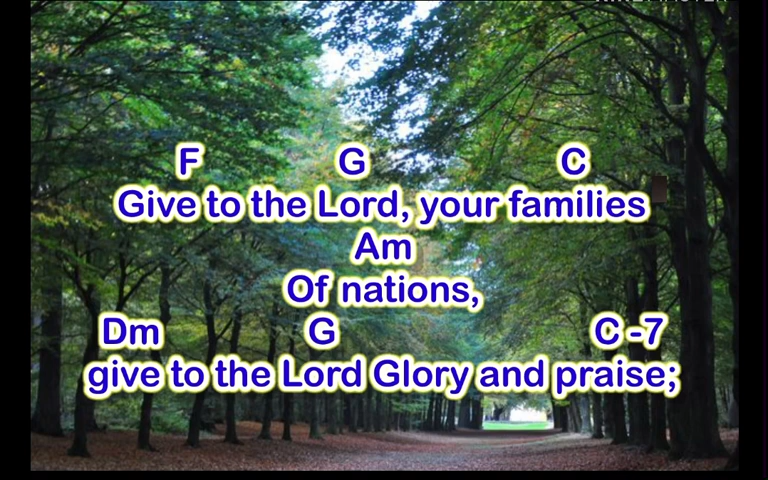 F G C
Give to the Lord, your families
Am
Of nations,
Dm G C -7
give to the Lord Glory and praise;